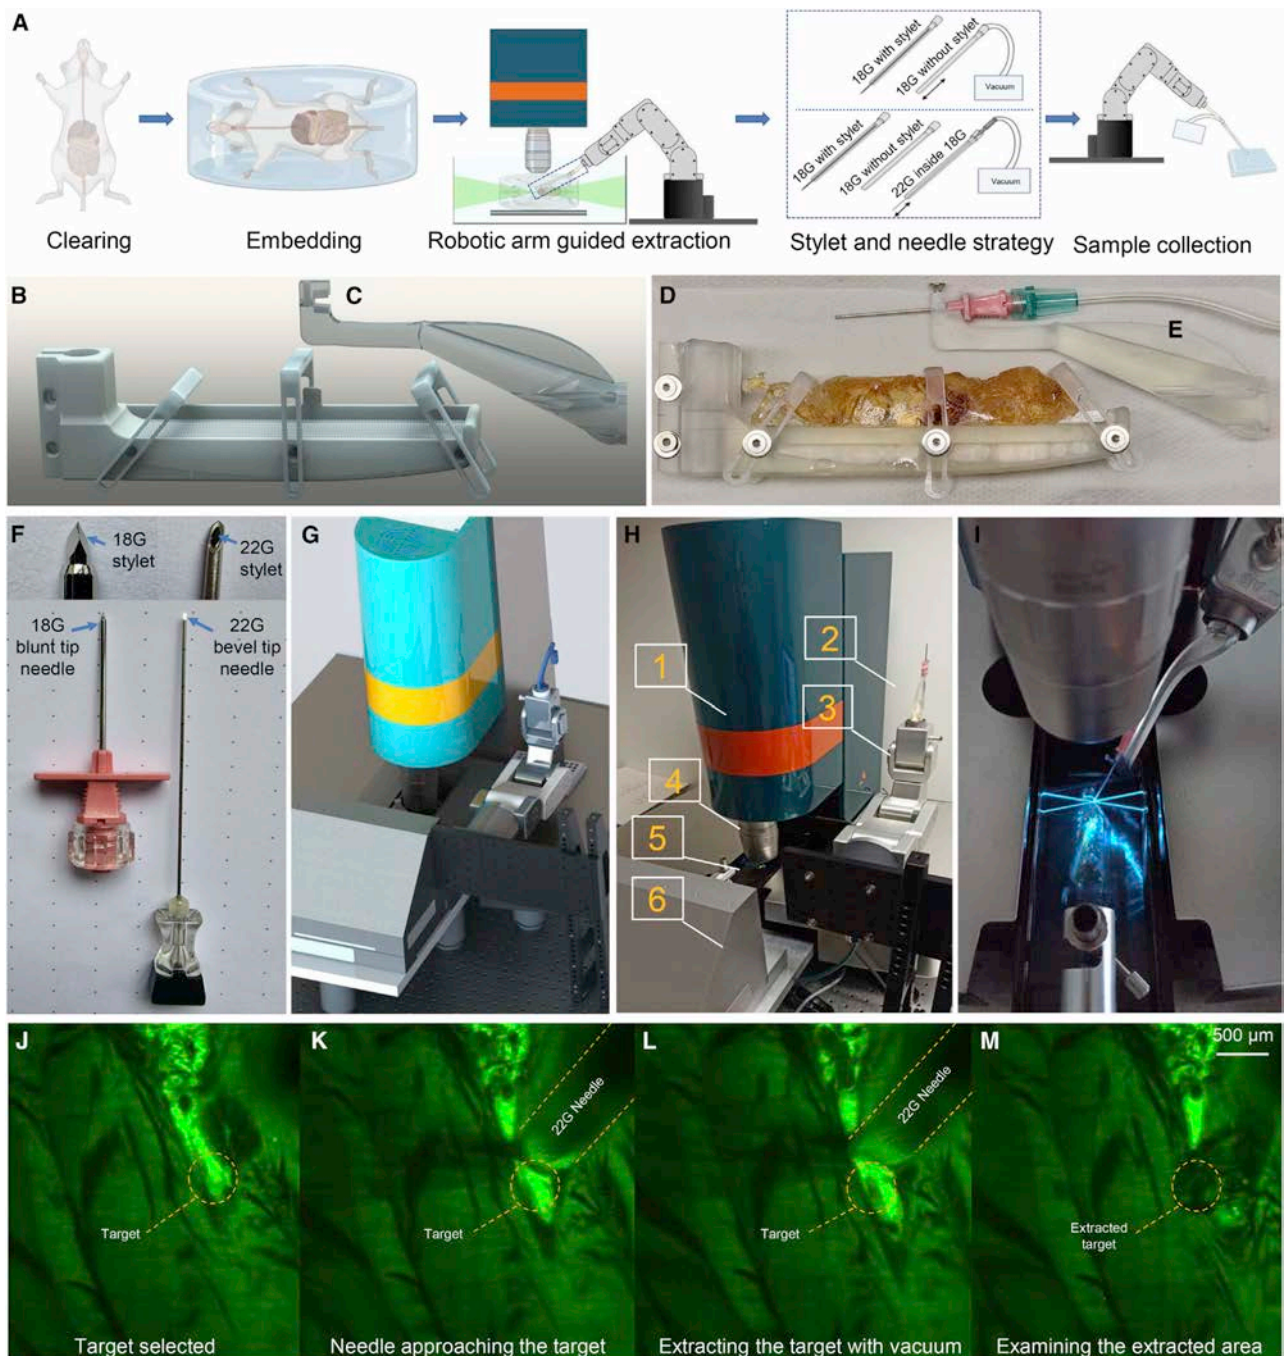 A
18G with stylet
18G without stylet
Vacuum
18G with stylet
18G without stylet
22G inside 18G
Vacuum
Clearing
Embedding
Robotic arm guided extraction
Stylet and needle strategy
Sample collection
B
C
D
E
F
18G
stylet
22G
stylet
18G
blunt tip
needle
22G
bevel tip
needle
G
H
1
2
3
4
5
6
I
J
Target
Target selected
K
22G Needle
Target
Needle approaching the target
L
22G Needle
Target
Extracting the target with vacuum
M
500 µm
Extracted
target
Examining the extracted area